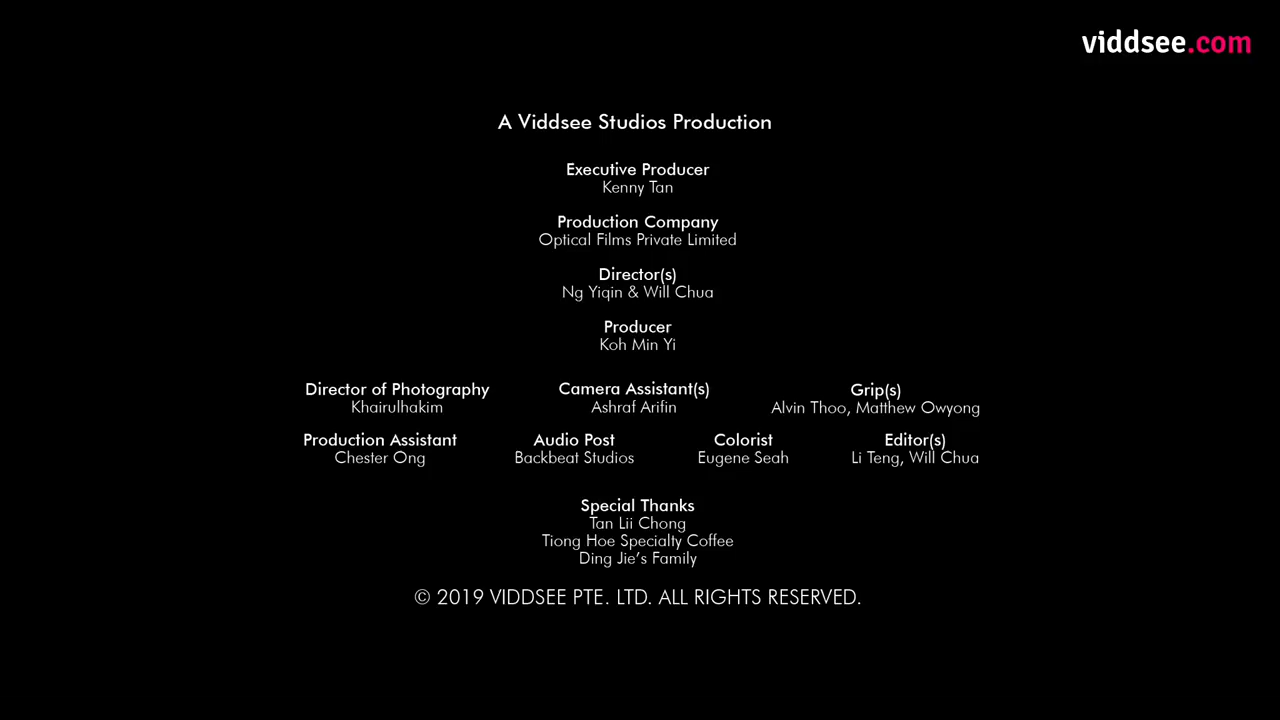 viddsee.com
A Viddsee Studios Production
Executive Producer
Kenny Tan
Production Company
Optical Films Private Limited
Director(s)
Ng Yiqin & Will Chua
Producer
Koh Min Yi
Director of Photography
Khairulhakim
Camera Assistant(s)
Ashraf Arifin
Grip(s)
Alvin Thoo, Matthew Owyong
Production Assistant
Chester Ong
Audio Post
Backbeat Studios
Colorist
Eugene Seah
Editor(s)
Li Teng, Will Chua
Special Thanks
Tan Lii Chong
Tiong Hoe Specialty Coffee
Ding Jie’s Family
© 2019 VIDDSEE PTE. LTD. ALL RIGHTS RESERVED.